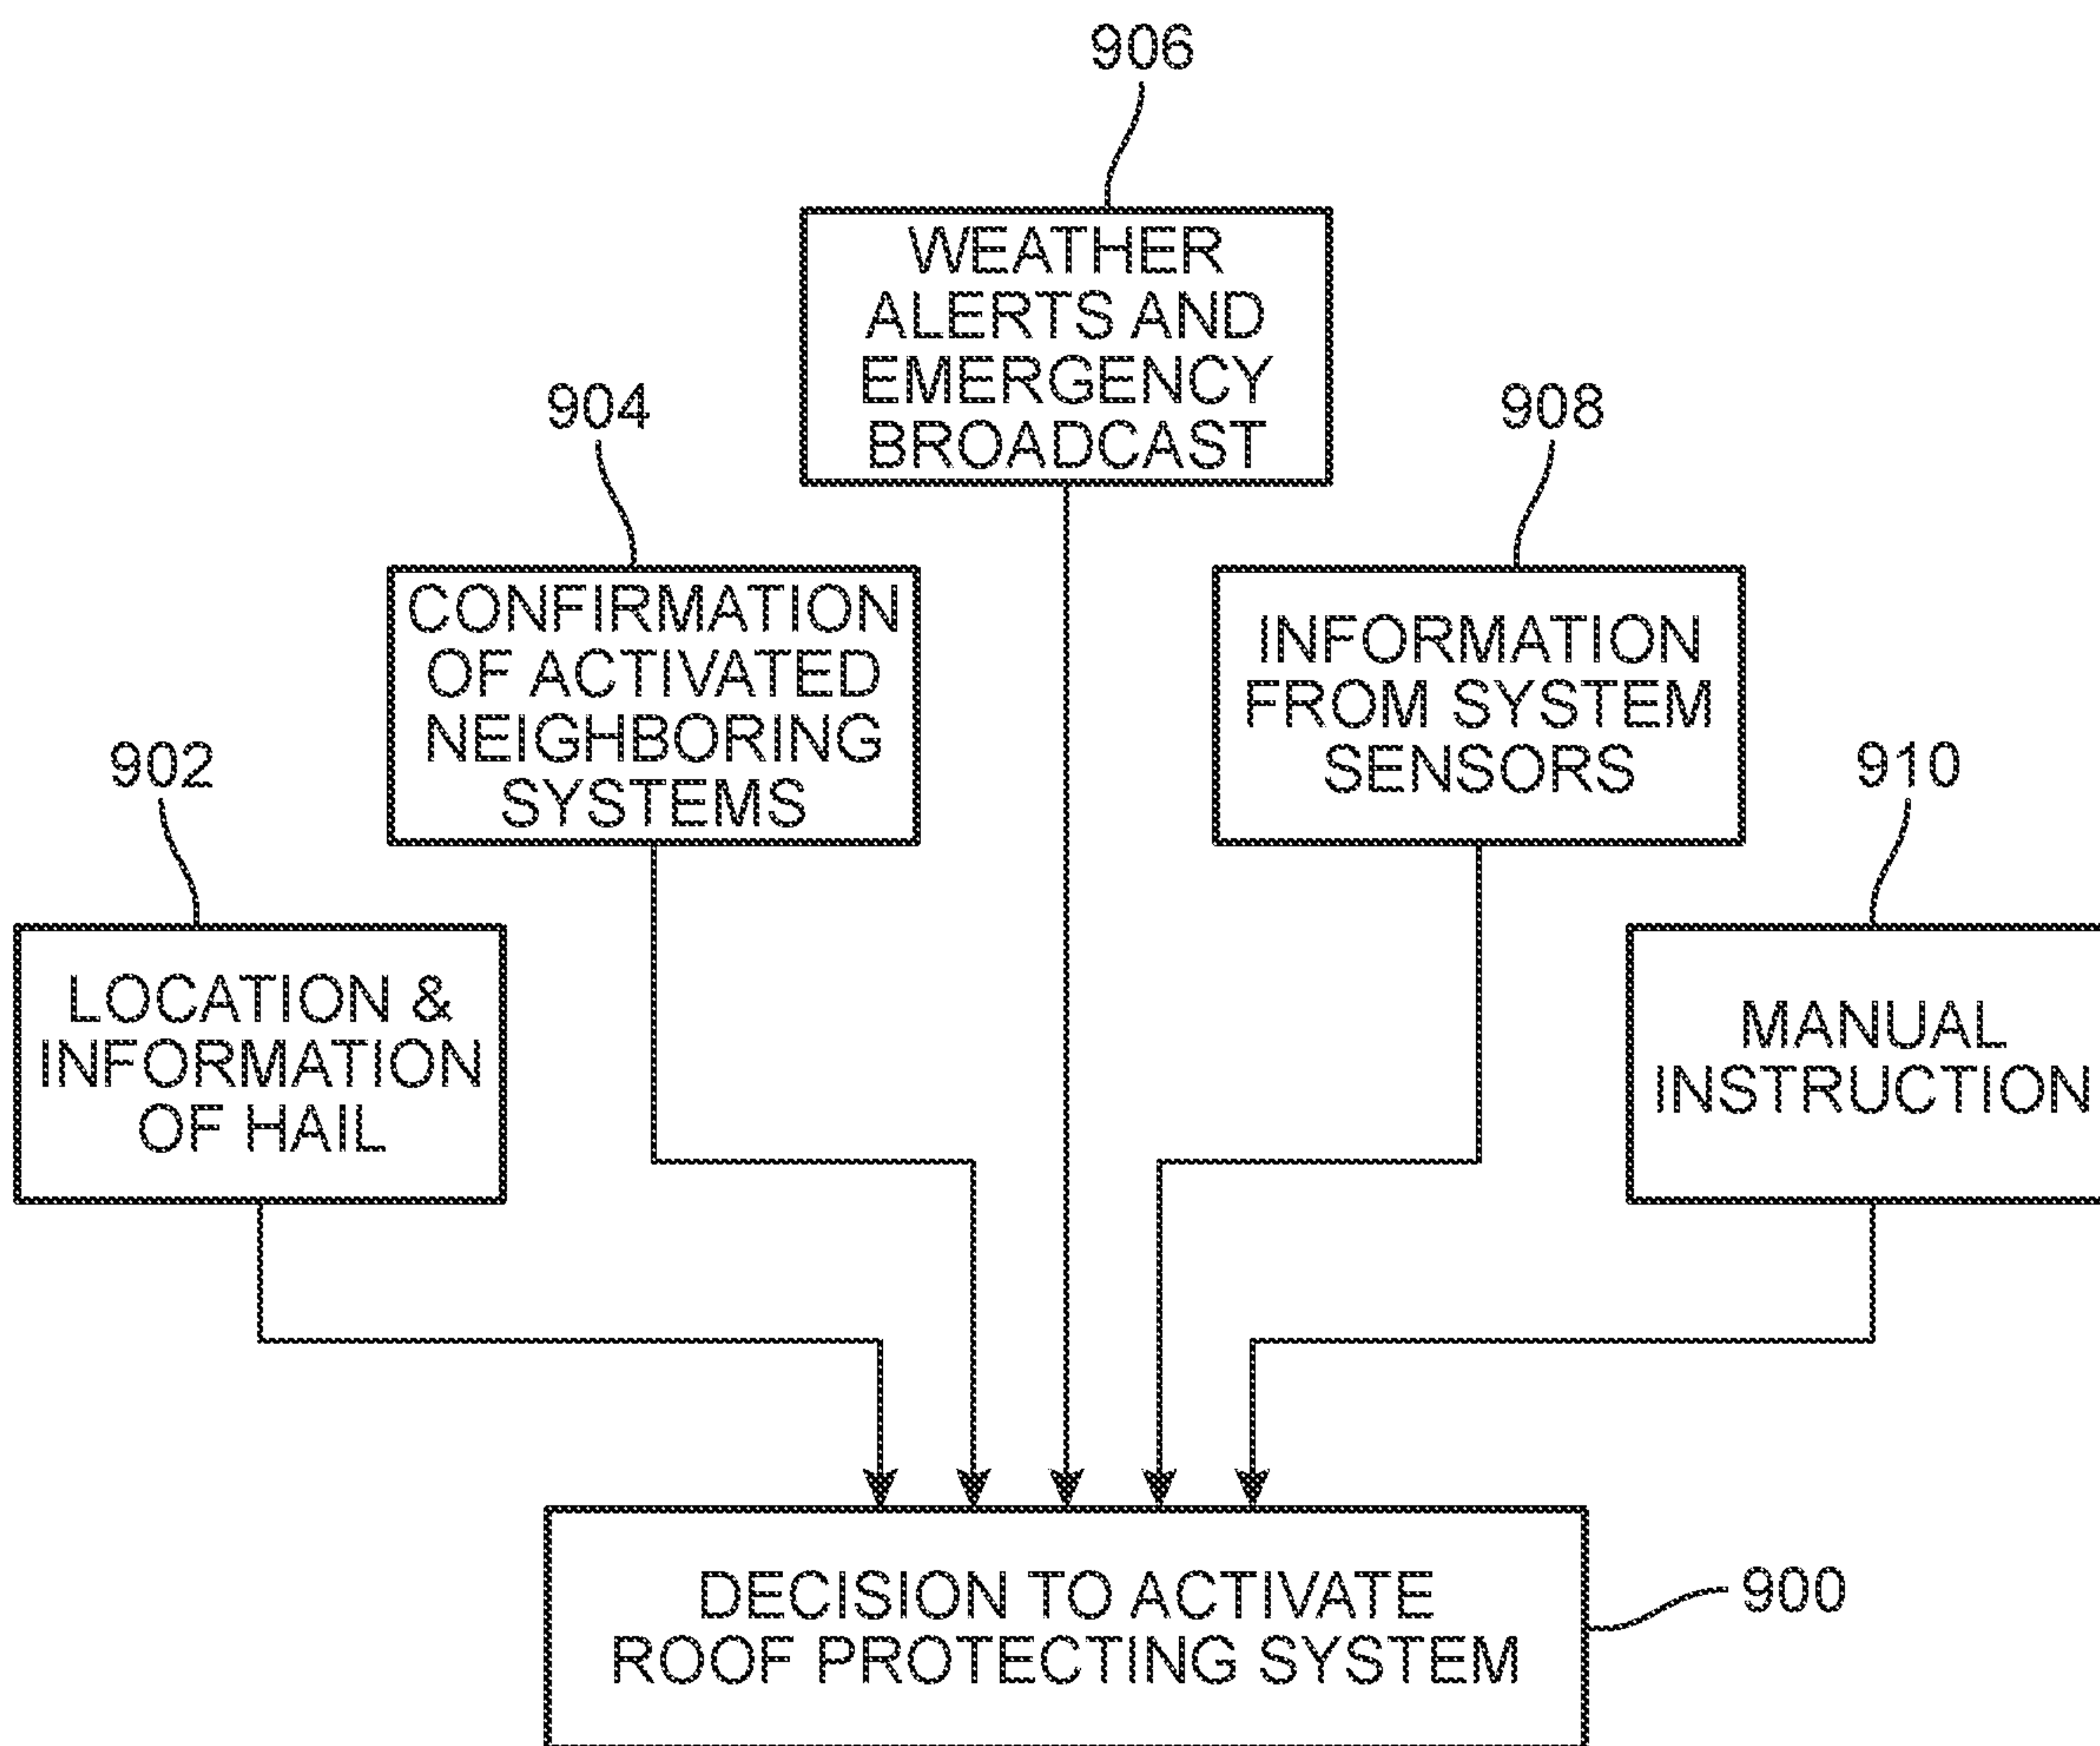 906
WEATHER
ALERTS AND
EMERGENCY
BROADCAST
904
CONFIRMATION
OF ACTIVATED
NEIGHBORING
SYSTEMS
908
INFORMATION
FROM SYSTEM
SENSORS
902
LOCATION &
INFORMATION
OF HAIL
910
MANUAL
INSTRUCTION
DECISION TO ACTIVATE
ROOF PROTECTING SYSTEM
900